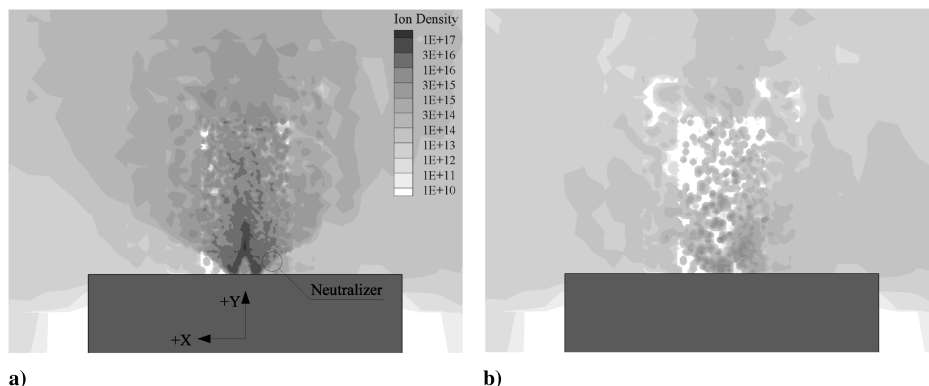 Ion Density
1E+17
3E+16
1E+16
3E+15
1E+15
3E+14
1E+14
1E+13
1E+12
1E+11
1E+10
Neutralizer
+Y
+X
a)
b)